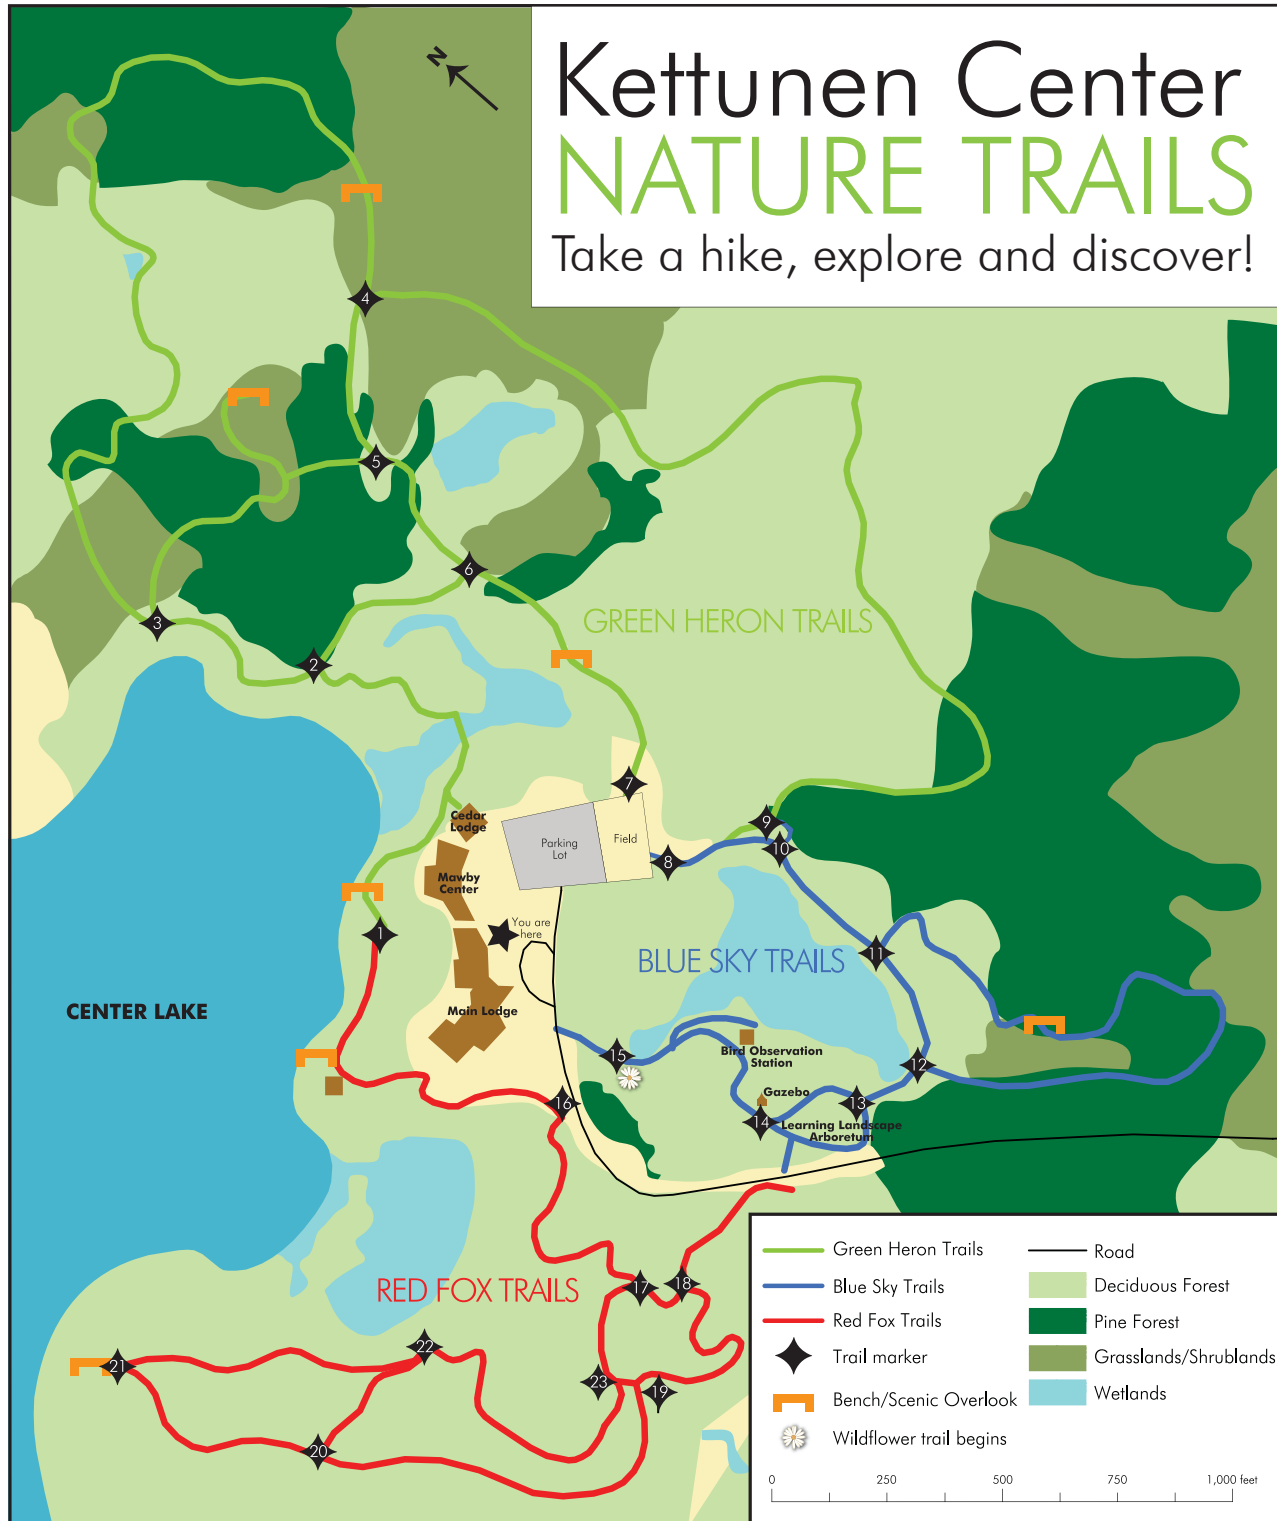 N
Kettunen Center
NATURE TRAILS
Take a hike, explore and discover!
4
5
6
3
2
GREEN HERON TRAILS
7
Cedar
Lodge
Parking
Lot
Field
8
9
10
Mawby
Center
You are
here
1
11
BLUE SKY TRAILS
CENTER LAKE
Main Lodge
15
Bird Observation
Station
12
16
Gazebo
13
14
Learning Landscape
Arboretum
RED FOX TRAILS
17
18
22
21
23
19
20
Green Heron Trails
Blue Sky Trails
Red Fox Trails
Trail marker
Bench/Scenic Overlook
Wildflower trail begins
Road
Deciduous Forest
Pine Forest
Grasslands/Shrublands
Wetlands
0 250 500 750 1,000 feet